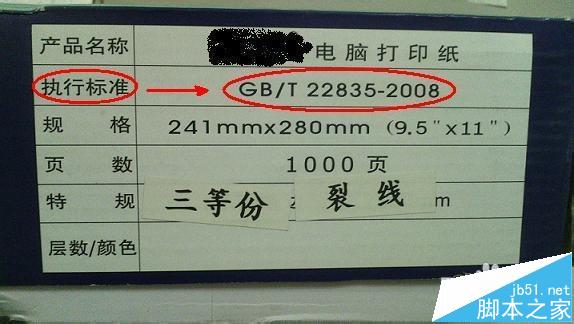 产品名称 电脑打印纸
执行标准 GB/T 22835-2008
规格 241mmx280mm (9.5"x11")
页数 1000页
特规 三等份 裂线 m
层数/颜色
jb51.net
脚本之家